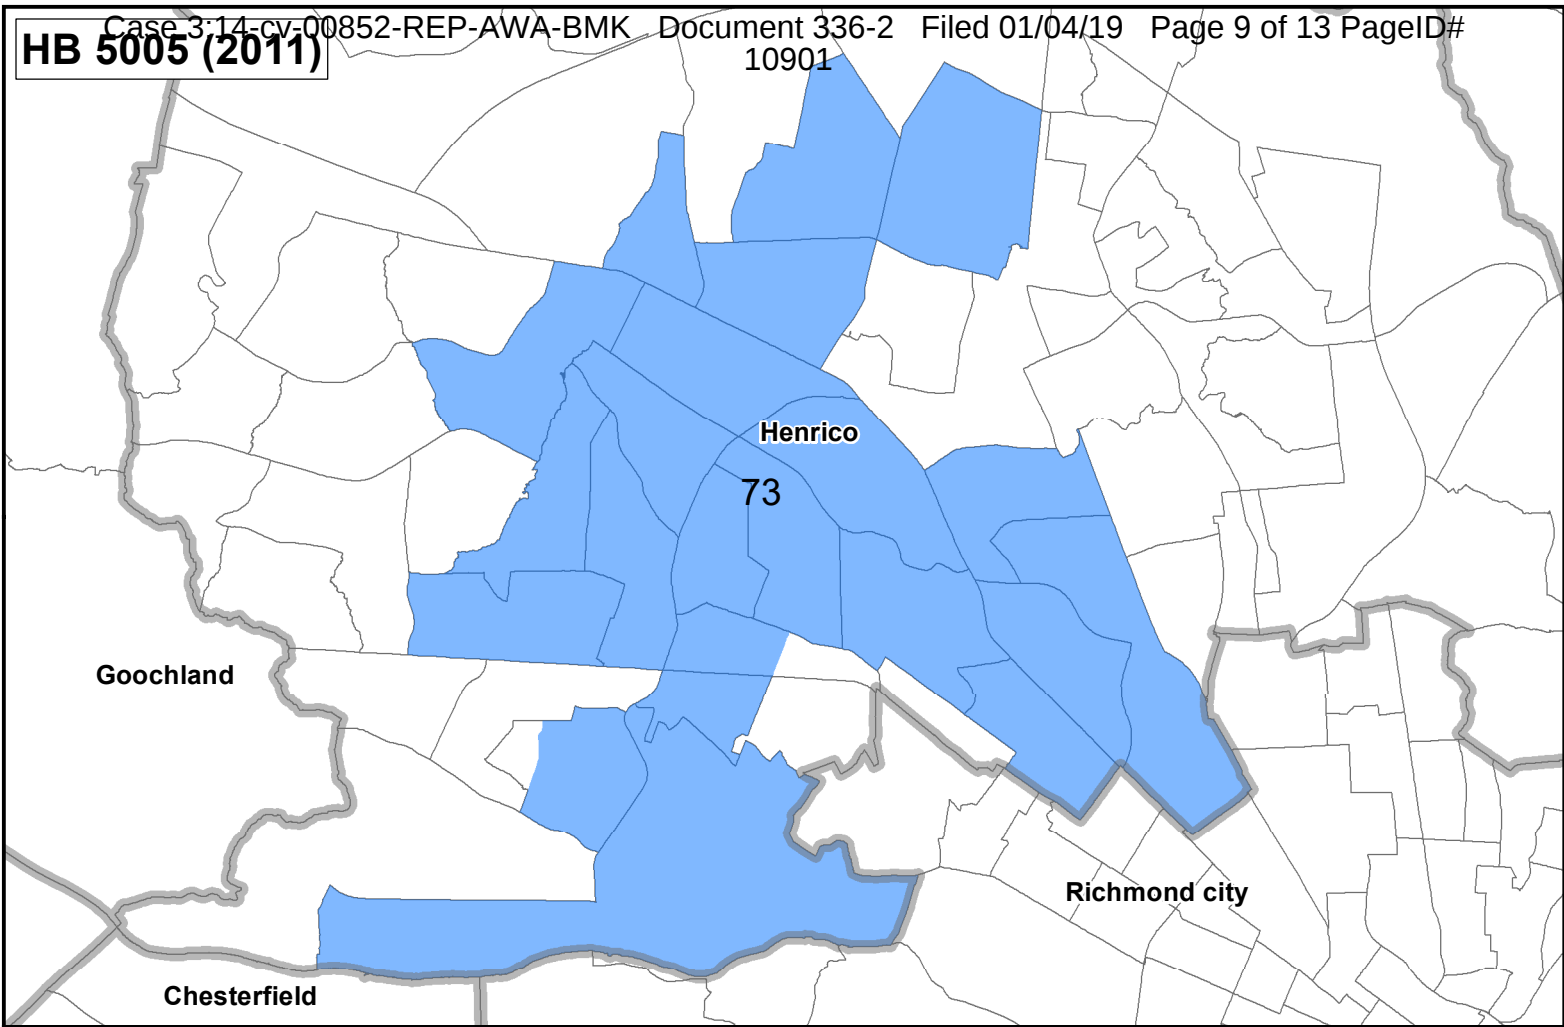 Case 3:14-cv-00852-REP-AWA-BMK Document 336-2 Filed 01/04/19 Page 9 of 13 PageID#
10901
HB 5005 (2011)
Henrico
73
Goochland
Richmond city
Chesterfield